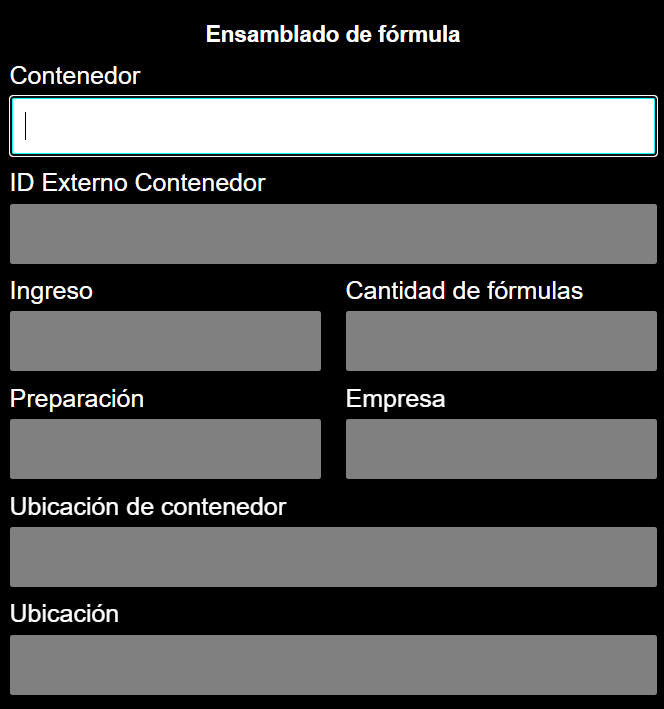 Ensamblado de fórmula
Contenedor
ID Externo Contenedor
Ingreso
Cantidad de fórmulas
Preparación
Empresa
Ubicación de contenedor
Ubicación